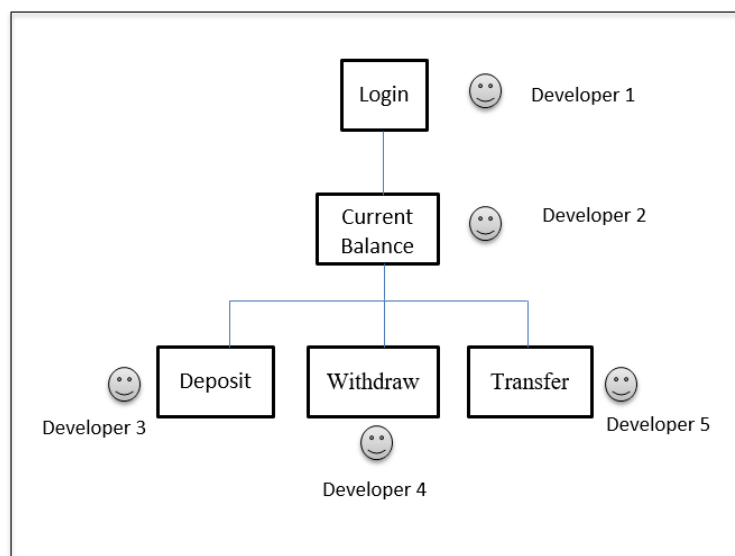 Login
Developer 1
Current
Balance
Developer 2
Deposit
Withdraw
Transfer
Developer 3
Developer 5
Developer 4